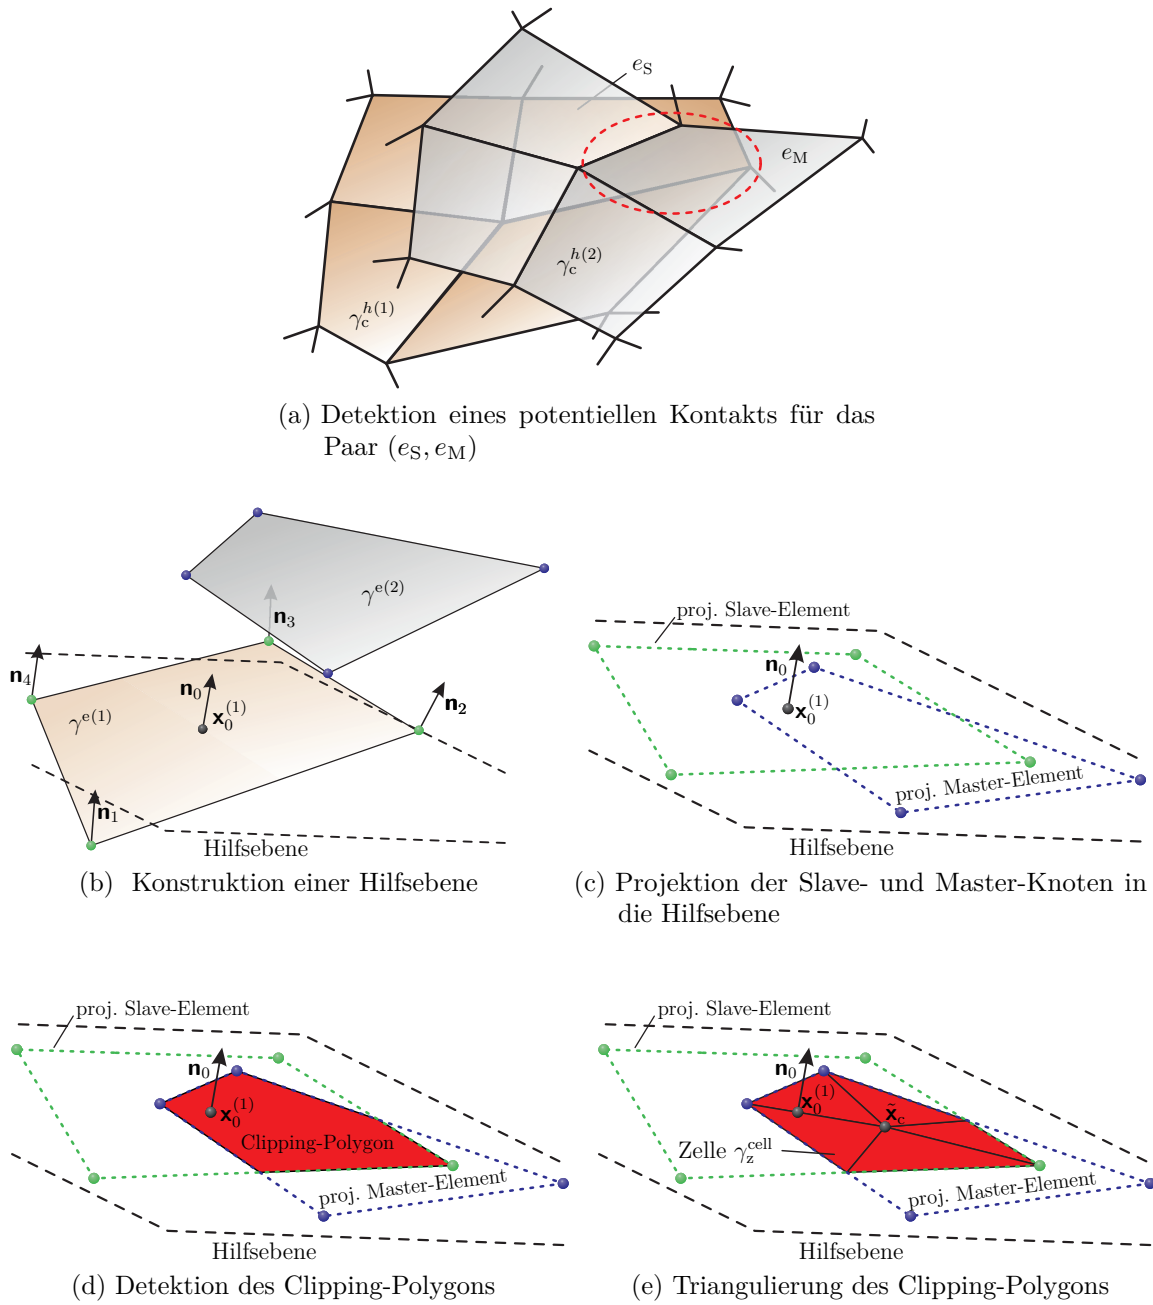 e_S
e_M
γ_c^{h(2)}
γ_c^{h(1)}
(a) Detektion eines potentiellen Kontakts für das
Paar (e_S, e_M)
γ^{e(2)}
n_3
n_4
n_0
n_2
γ^{e(1)}
x_0^{(1)}
n_1
Hilfsebene
(b) Konstruktion einer Hilfsebene
proj. Slave-Element
n_0
x_0^{(1)}
proj. Master-Element
Hilfsebene
(c) Projektion der Slave- und Master-Knoten in
die Hilfsebene
proj. Slave-Element
n_0
x_0^{(1)}
Clipping-Polygon
proj. Master-Element
Hilfsebene
(d) Detektion des Clipping-Polygons
proj. Slave-Element
n_0
x_0^{(1)}
x̃_c
Zelle γ_z^{cell}
proj. Master-Element
Hilfsebene
(e) Triangulierung des Clipping-Polygons